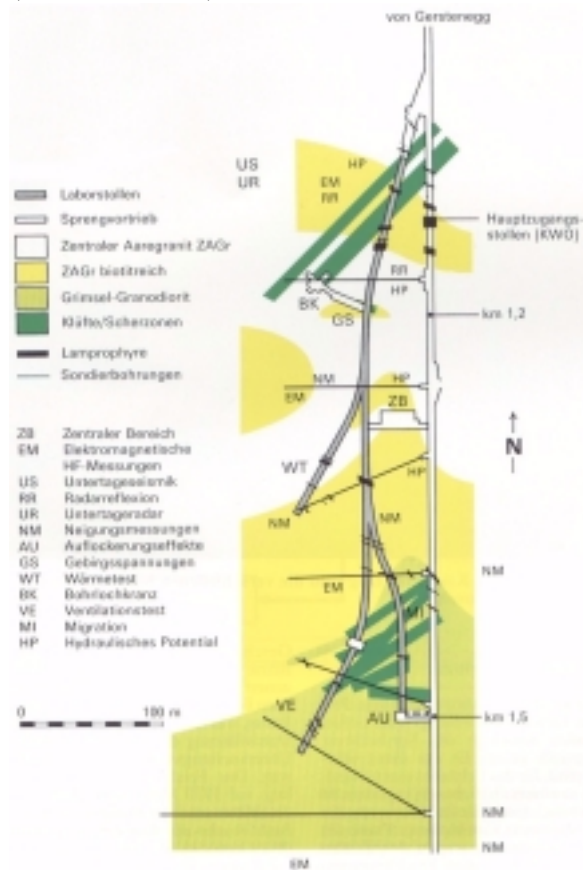 von Gerstenegg
US
UR
HP
EM
RR
Laborstollen
Sprengvortrieb
Zentraler Aaregranit ZAGr
ZAGr biotitreich
Grimsel-Granodiorit
Klüfte/Scherzonen
Lamprophyre
Sondierbohrungen
Hauptzugangs-
stollen (KWO)
RR
HP
BK
GS
km 1,2
NM
HP
EM
ZB
N
WT
HP
NM
NM
NM
EM
MI
VE
AU
km 1,5
ZB Zentraler Bereich
EM Elektromagnetische
HF-Messungen
US Untertageseismik
RR Radarreflexion
UR Untertageradar
NM Neigungsmessungen
AU Auflockerungseffekte
GS Gebirgsspannungen
WT Wärmetest
BK Bohrlochkranz
VE Ventilationstest
MI Migration
HP Hydraulisches Potential
0 100 m
NM
NM
EM